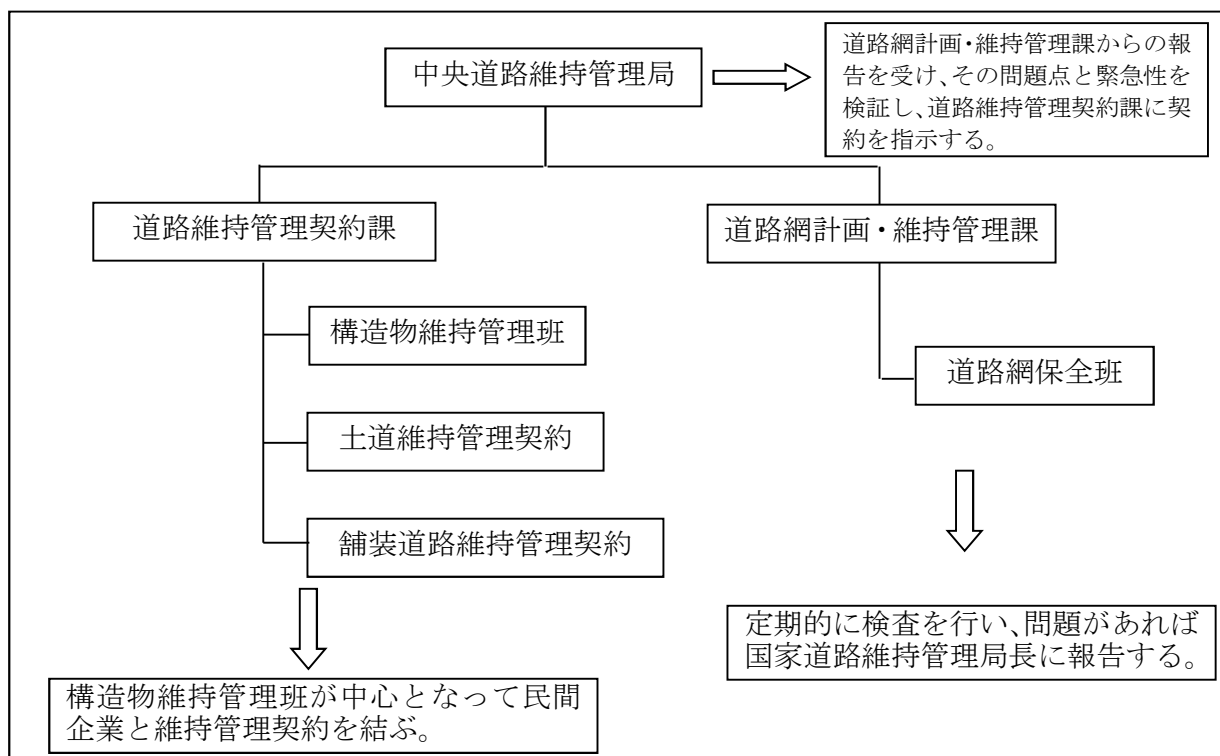 中央道路維持管理局
道路網計画・維持管理課からの報
告を受け、その問題点と緊急性を
検証し、道路維持管理契約課に契
約を指示する。
道路維持管理契約課
道路網計画・維持管理課
構造物維持管理班
道路網保全班
土道維持管理契約
舗装道路維持管理契約
定期的に検査を行い、問題があれば
国家道路維持管理局長に報告する。
構造物維持管理班が中心となって民間
企業と維持管理契約を結ぶ。